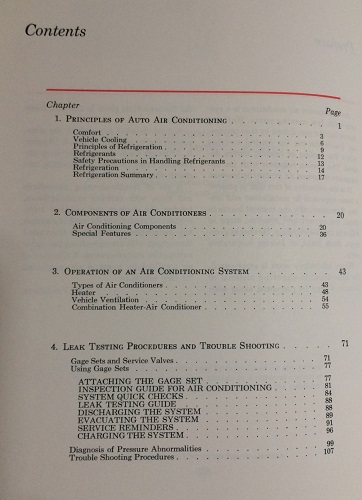 Contents
Chapter Page
1. PRINCIPLES OF AUTO AIR CONDITIONING . . . . . . . . . 1
Comfort . . . . . . . . . . . . . . 3
Vehicle Cooling . . . . . . . . . . . . 6
Principles of Refrigeration . . . . . . . . . . 9
Refrigerants . . . . . . . . . . . . 12
Safety Precautions in Handling Refrigerants . . . . . . . 13
Refrigeration . . . . . . . . . . . . 14
Refrigeration Summary . . . . . . . . . . . 17
2. COMPONENTS OF AIR CONDITIONERS . . . . . . . . . . 20
Air Conditioning Components . . . . . . . . . . 20
Special Features . . . . . . . . . . . . 36
3. OPERATION OF AN AIR CONDITIONING SYSTEM . . . . . . . 43
Types of Air Conditioners . . . . . . . . . . . 43
Heater . . . . . . . . . . . . . . 48
Vehicle Ventilation . . . . . . . . . . . . 54
Combination Heater-Air Conditioner . . . . . . . . . 55
4. LEAK TESTING PROCEDURES AND TROUBLE SHOOTING . . . . . 71
Gage Sets and Service Valves . . . . . . . . . . 71
Using Gage Sets . . . . . . . . . . . . 77
ATTACHING THE GAGE SET . . . . . . . . . 77
INSPECTION GUIDE FOR AIR CONDITIONING . . . . . 81
SYSTEM QUICK CHECKS . . . . . . . . . . 84
LEAK TESTING GUIDE . . . . . . . . . . 88
DISCHARGING THE SYSTEM . . . . . . . . . 88
EVACUATING THE SYSTEM . . . . . . . . . 89
SERVICE REMINDERS . . . . . . . . . . 91
CHARGING THE SYSTEM . . . . . . . . . . 96
Diagnosis of Pressure Abnormalities . . . . . . . . . 99
Trouble Shooting Procedures . . . . . . . . . . 107